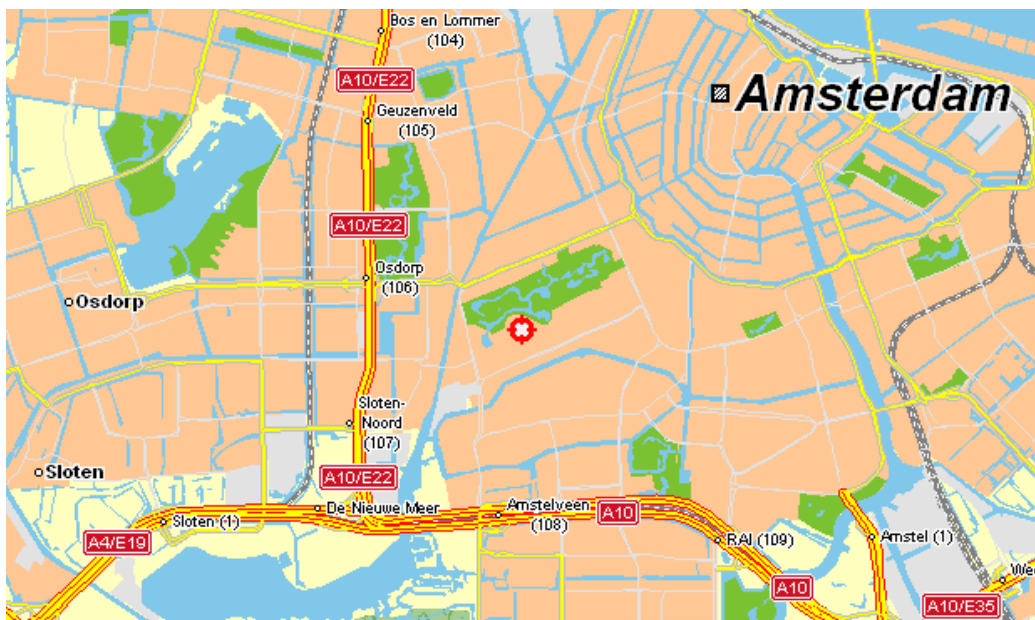 Bos en Lommer
(104)
A10/E22
Amsterdam
Geuzenveld
(105)
A10/E22
Osdorp
(106)
Osdorp
Sloten-
Noord
(107)
Sloten
A10/E22
De Nieuwe Meer
Amstelveen
(108)
A10
Sloten (1)
A4/E19
RAI (109)
Amstel (1)
A10
A10/E35